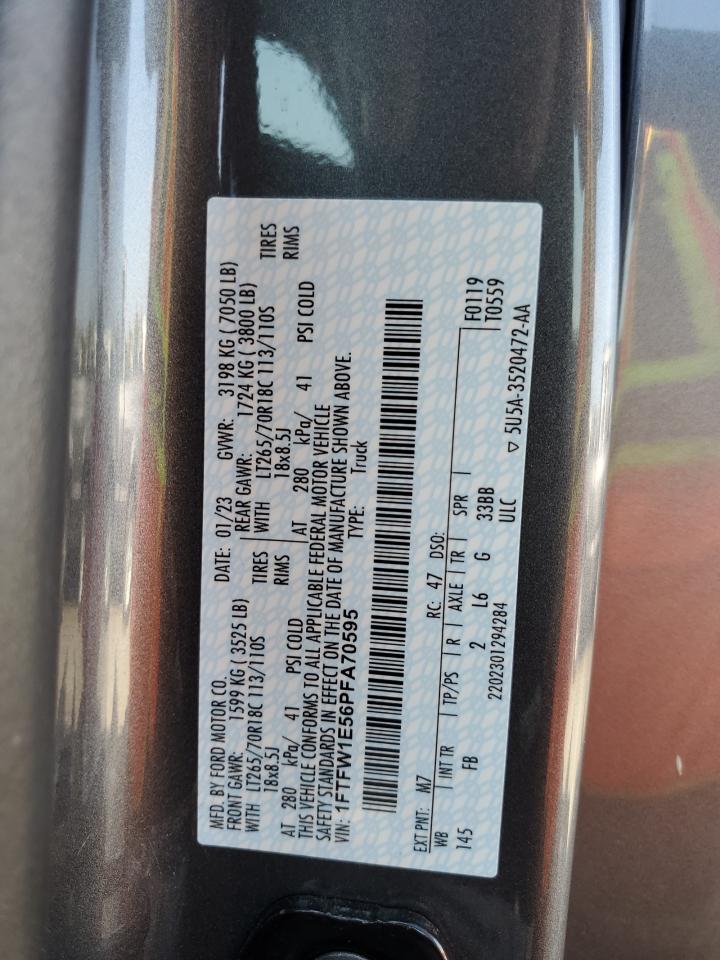 MFD. BY FORD MOTOR CO. DATE: 01/23 GVWR: 3198 KG ( 7050 LB)
FRONT GAWR: 1599 KG ( 3525 LB) REAR GAWR: 1724 KG ( 3800 LB)
WITH LT265/70R18C 113/110S TIRES WITH LT265/70R18C 113/110S TIRES
18x8.5J RIMS 18x8.5J RIMS
AT 280 kPa/ 41 PSI COLD AT 280 kPa/ 41 PSI COLD
THIS VEHICLE CONFORMS TO ALL APPLICABLE FEDERAL MOTOR VEHICLE
SAFETY STANDARDS IN EFFECT ON THE DATE OF MANUFACTURE SHOWN ABOVE.
VIN: 1FTFW1E56PFA70595 TYPE: Truck
EXT PNT: M7 RC: 47 DSO: F0119
WB INT TR TP/PS R AXLE TR SPR T0559
145 FB 2 L6 G 33BB
2202301294284 ULC ▽ 5U5A-3520472-AA